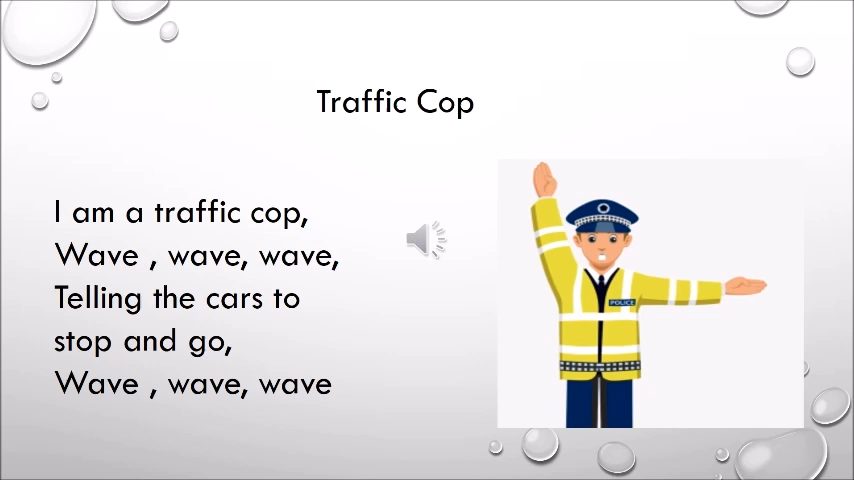 Traffic Cop
I am a traffic cop,
Wave , wave, wave,
Telling the cars to
stop and go,
Wave , wave, wave
POLICE